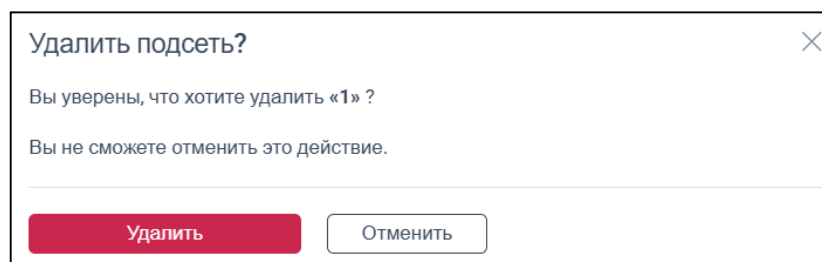 Удалить подсеть?
Вы уверены, что хотите удалить «1» ?
Вы не сможете отменить это действие.
Удалить
Отменить